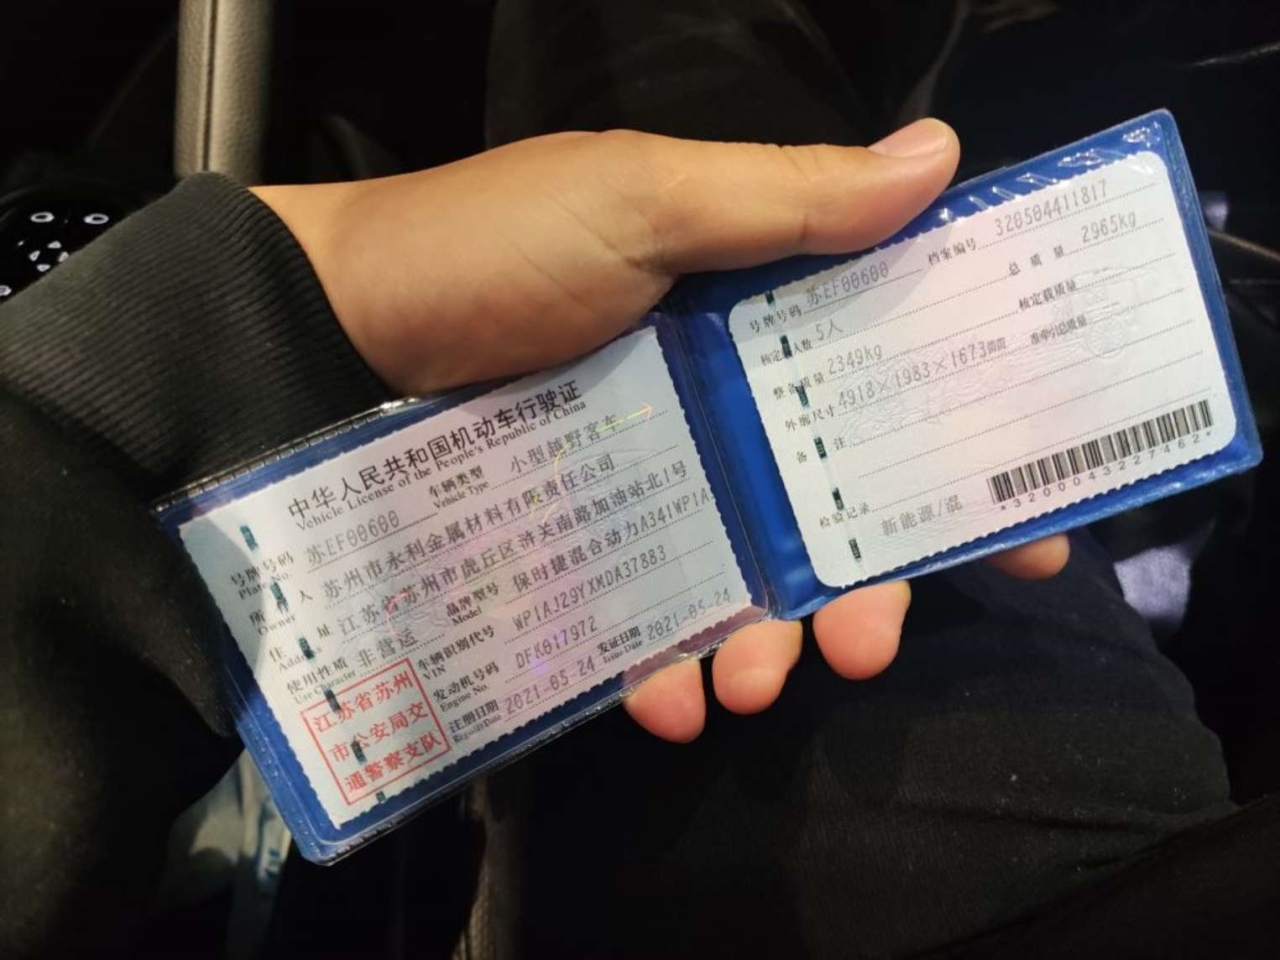 中华人民共和国机动车行驶证
Vehicle License of the People's Republic of China
号牌号码 苏EF00600 车辆类型 小型越野客车
Plate No. Vehicle Type
所 人 苏州市永利金属材料有限责任公司
Owner
住 址 江苏省苏州市虎丘区浒关南路加油站北1号
Address
使用性质 非营运 品牌型号 保时捷混合动力A341WP1A
Use Character Model
车辆识别代号 WP1AJ29YXMDA37883
VIN
发动机号码 DFK017972
Engine No.
注册日期 2021-05-24 发证日期 2021-05-24
Register Date Issue Date
江苏省苏州
市公安局交
通警察支队
号牌号码 苏EF00600 档案编号 320504411817
核定 人数 5人 总质量 2965kg
整备质量 2349kg 核定载质量
外廓尺寸 4918×1983×1673mm 准牵引总质量
备 注
检验记录 新能源/混
*3200043227462*